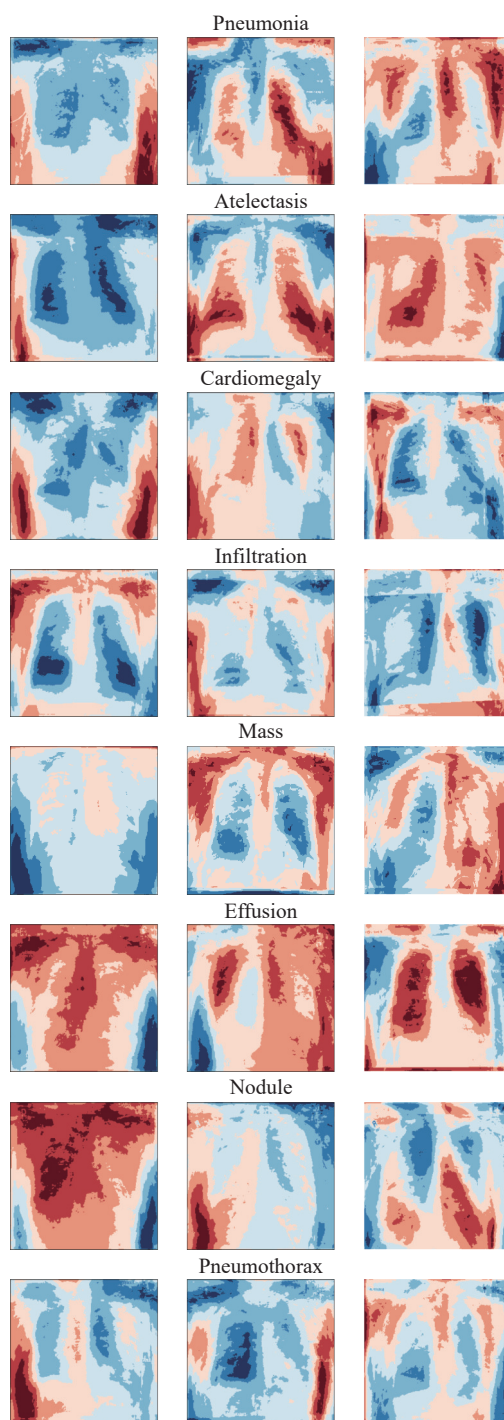 Pneumonia
Atelectasis
Cardiomegaly
Infiltration
Mass
Effusion
Nodule
Pneumothorax